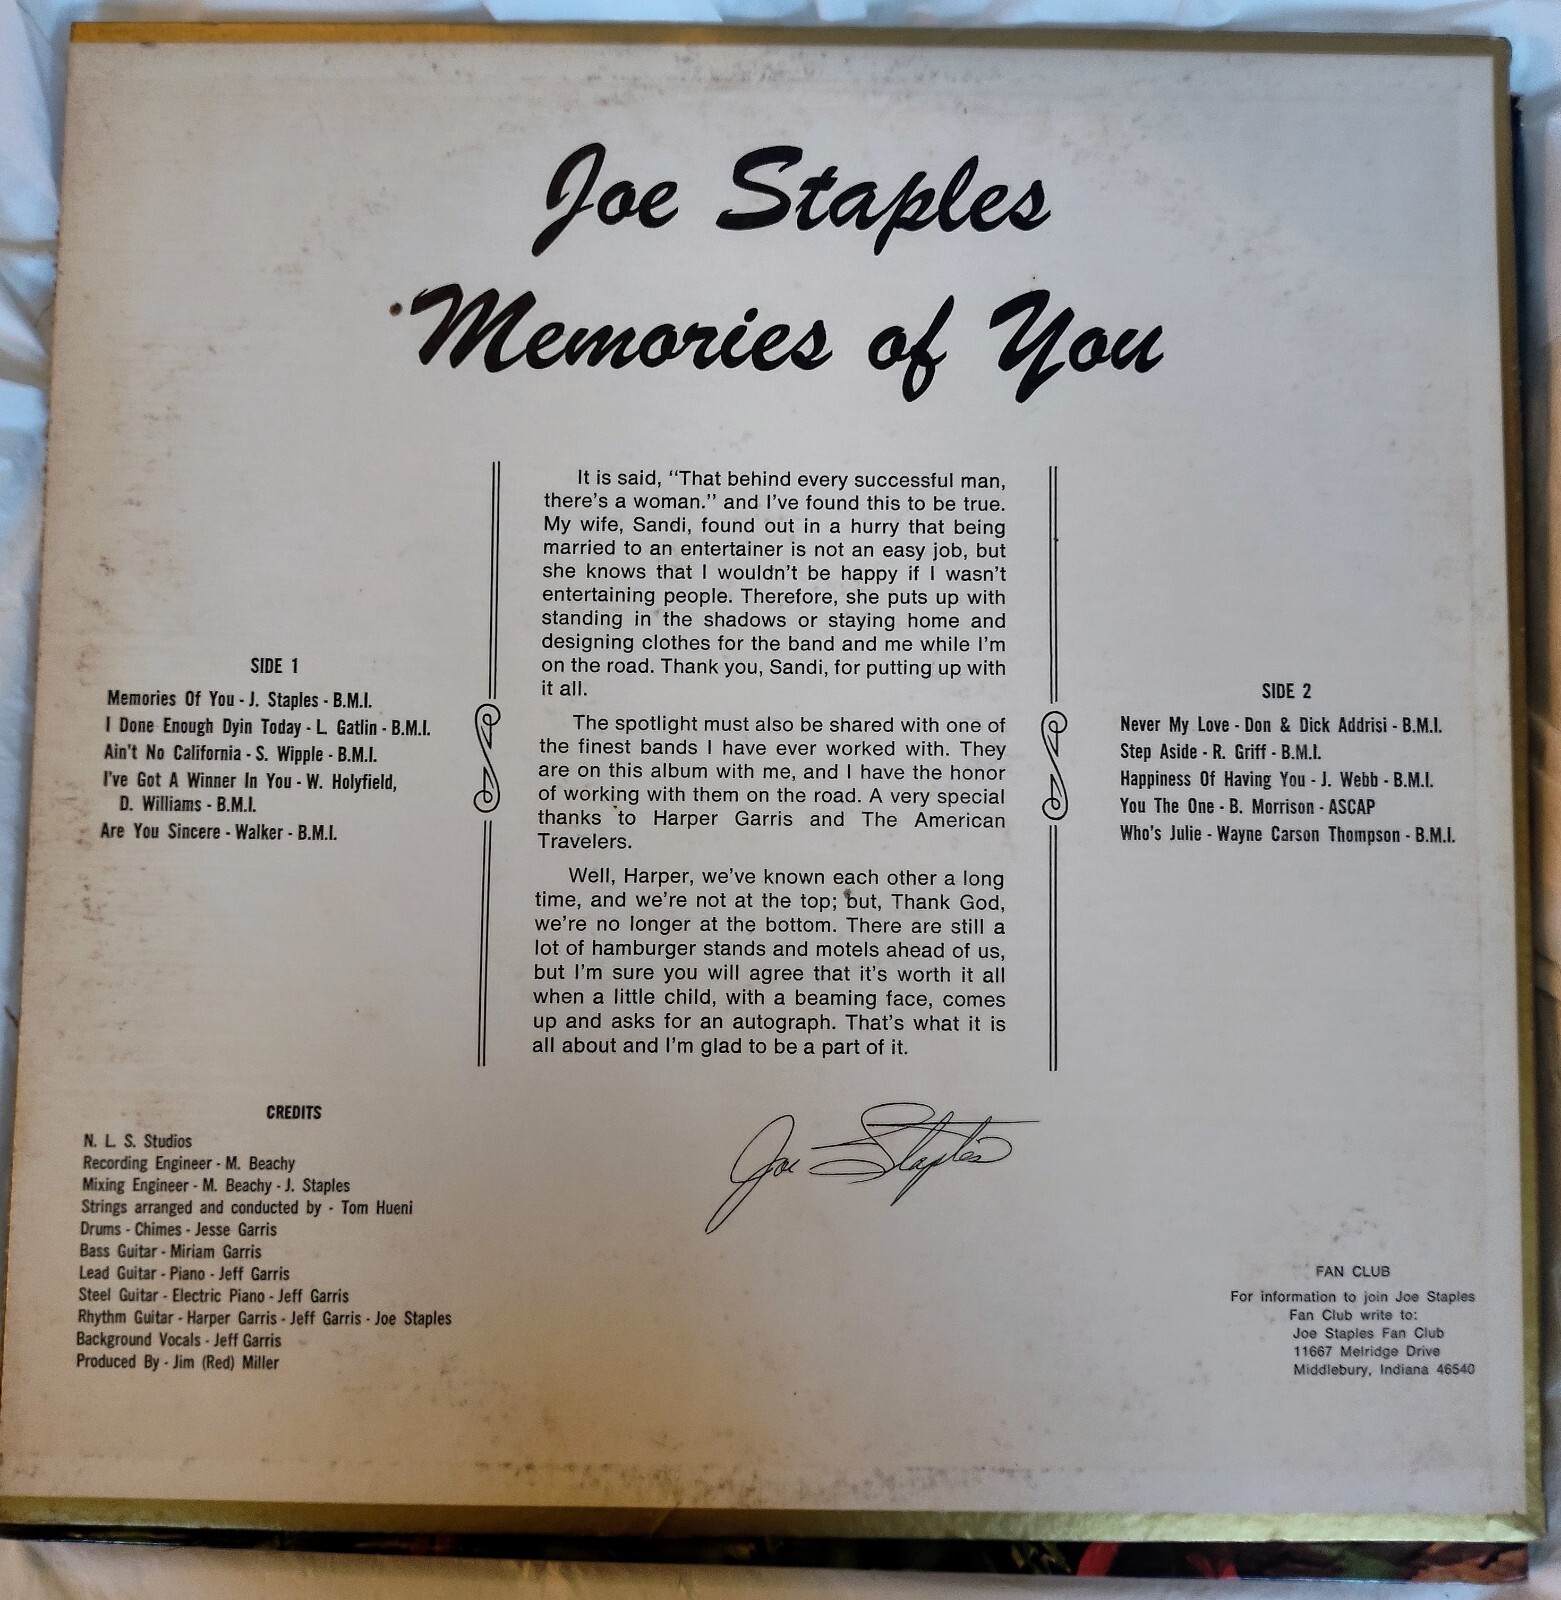 Joe Staples
Memories of You
It is said, “That behind every successful man,
there’s a woman.” and I’ve found this to be true.
My wife, Sandi, found out in a hurry that being
married to an entertainer is not an easy job, but
she knows that I wouldn’t be happy if I wasn’t
entertaining people. Therefore, she puts up with
standing in the shadows or staying home and
designing clothes for the band and me while I’m
on the road. Thank you, Sandi, for putting up with
it all.
The spotlight must also be shared with one of
the finest bands I have ever worked with. They
are on this album with me, and I have the honor
of working with them on the road. A very special
thanks to Harper Garris and The American
Travelers.
Well, Harper, we’ve known each other a long
time, and we’re not at the top; but, Thank God,
we’re no longer at the bottom. There are still a
lot of hamburger stands and motels ahead of us,
but I’m sure you will agree that it’s worth it all
when a little child, with a beaming face, comes
up and asks for an autograph. That’s what it is
all about and I’m glad to be a part of it.
Joe Staples
SIDE 1
Memories Of You - J. Staples - B.M.I.
I Done Enough Dyin Today - L. Gatlin - B.M.I.
Ain't No California - S. Wipple - B.M.I.
I've Got A Winner In You - W. Holyfield,
D. Williams - B.M.I.
Are You Sincere - Walker - B.M.I.
SIDE 2
Never My Love - Don & Dick Addrisi - B.M.I.
Step Aside - R. Griff - B.M.I.
Happiness Of Having You - J. Webb - B.M.I.
You The One - B. Morrison - ASCAP
Who's Julie - Wayne Carson Thompson - B.M.I.
CREDITS
N. L. S. Studios
Recording Engineer - M. Beachy
Mixing Engineer - M. Beachy - J. Staples
Strings arranged and conducted by - Tom Hueni
Drums - Chimes - Jesse Garris
Bass Guitar - Miriam Garris
Lead Guitar - Piano - Jeff Garris
Steel Guitar - Electric Piano - Jeff Garris
Rhythm Guitar - Harper Garris - Jeff Garris - Joe Staples
Background Vocals - Jeff Garris
Produced By - Jim (Red) Miller
FAN CLUB
For information to join Joe Staples
Fan Club write to:
Joe Staples Fan Club
11667 Melridge Drive
Middlebury, Indiana 46540